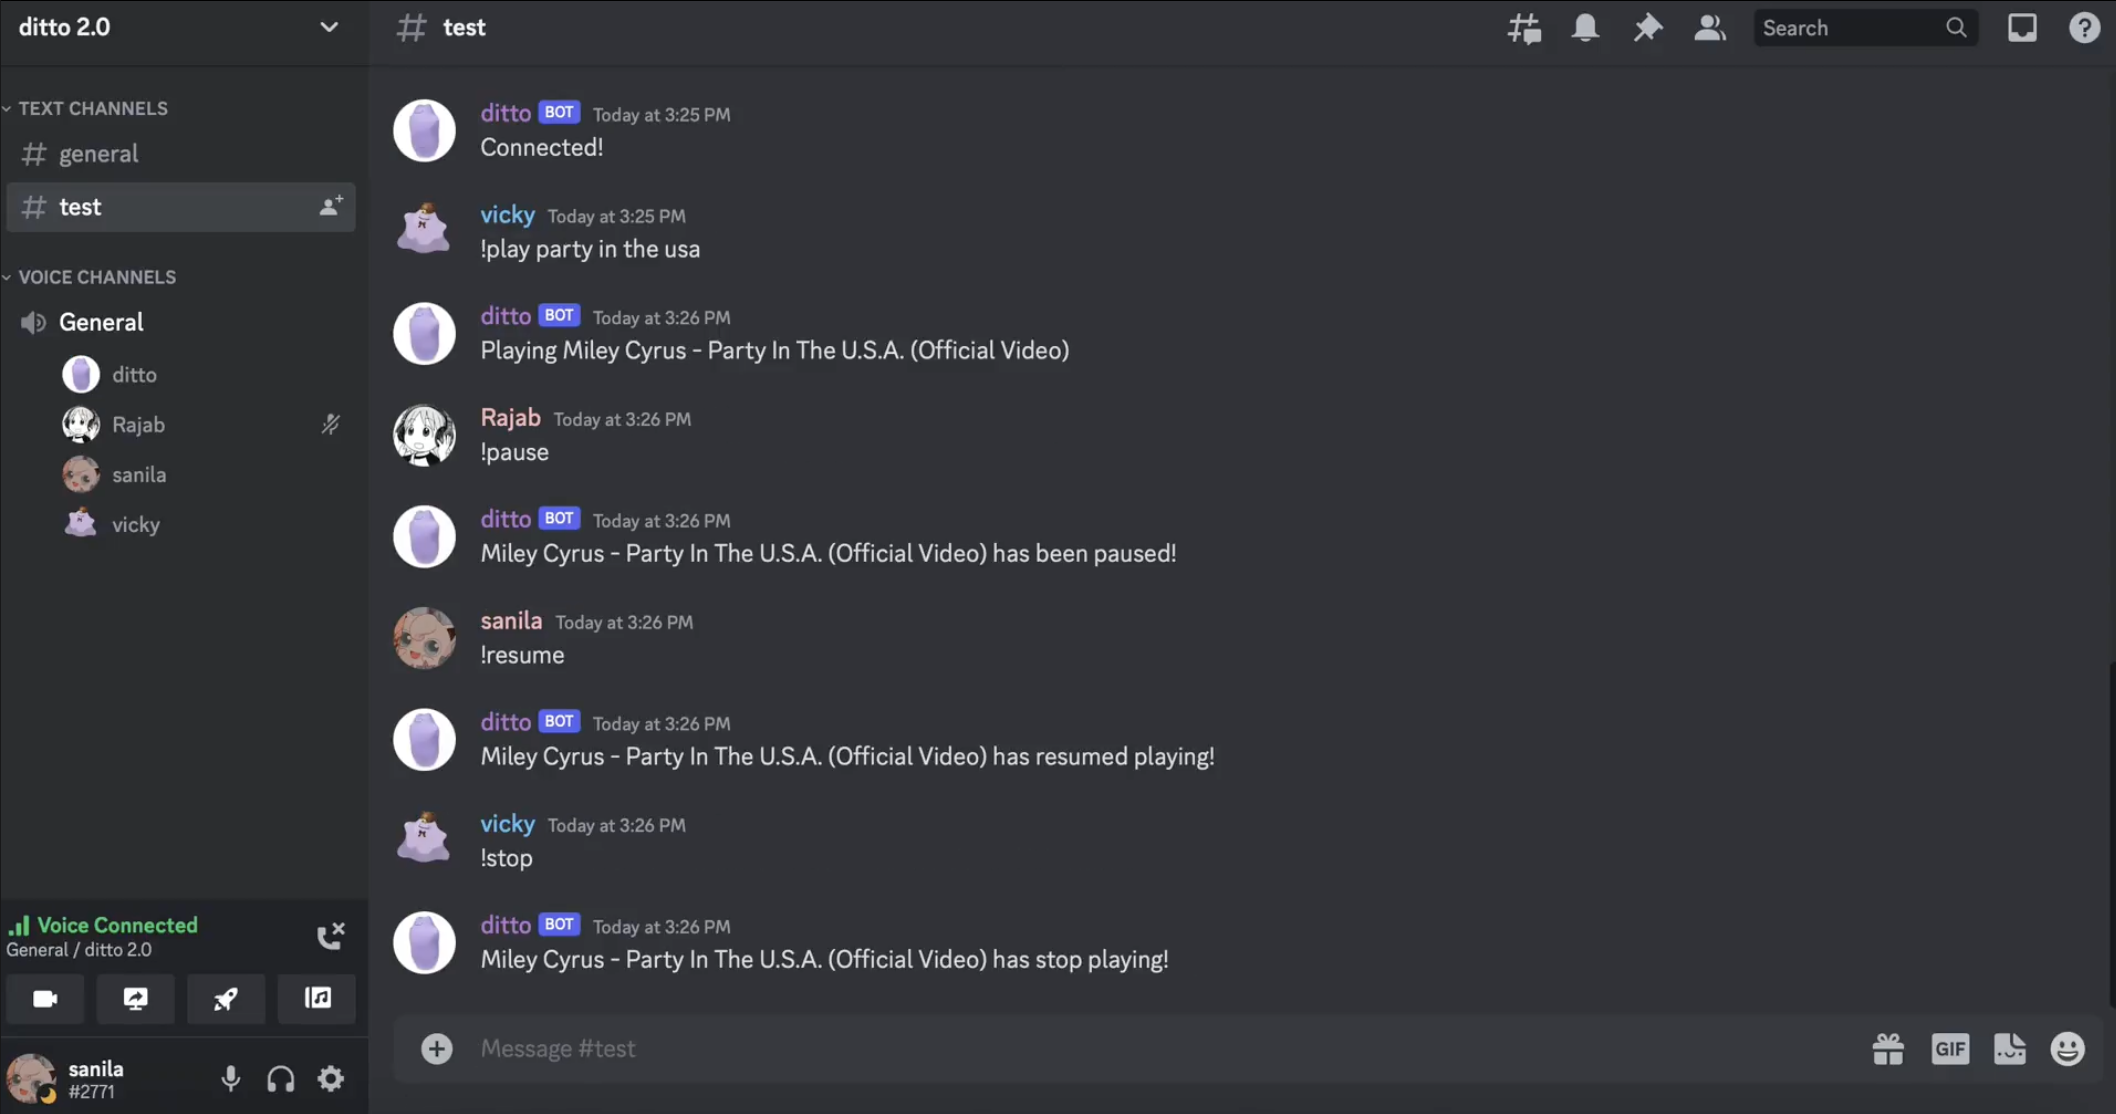 ditto 2.0
TEXT CHANNELS
# general
# test
VOICE CHANNELS
General
ditto
Rajab
sanila
vicky
Voice Connected
General / ditto 2.0
sanila
#2771
# test
Search
ditto BOT Today at 3:25 PM
Connected!
vicky Today at 3:25 PM
!play party in the usa
ditto BOT Today at 3:26 PM
Playing Miley Cyrus - Party In The U.S.A. (Official Video)
Rajab Today at 3:26 PM
!pause
ditto BOT Today at 3:26 PM
Miley Cyrus - Party In The U.S.A. (Official Video) has been paused!
sanila Today at 3:26 PM
!resume
ditto BOT Today at 3:26 PM
Miley Cyrus - Party In The U.S.A. (Official Video) has resumed playing!
vicky Today at 3:26 PM
!stop
ditto BOT Today at 3:26 PM
Miley Cyrus - Party In The U.S.A. (Official Video) has stop playing!
Message #test
GIF